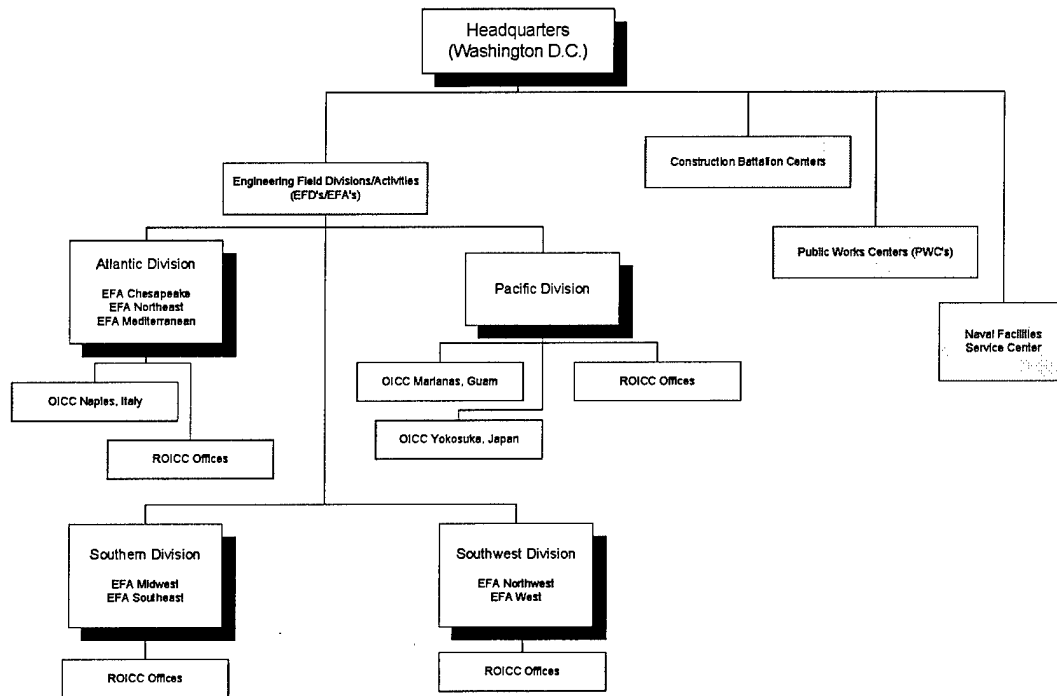 Headquarters
(Washington D.C.)
Construction Battalion Centers
Engineering Field Divisions/Activities
(EFD's/EFA's)
Public Works Centers (PWC's)
Atlantic Division
EFA Chesapeake
EFA Northeast
EFA Mediterranean
Pacific Division
Naval Facilities
Service Center
OICC Naples, Italy
OICC Marianas, Guam
ROICC Offices
OICC Yokosuka, Japan
ROICC Offices
Southern Division
EFA Midwest
EFA Southeast
Southwest Division
EFA Northwest
EFA West
ROICC Offices
ROICC Offices